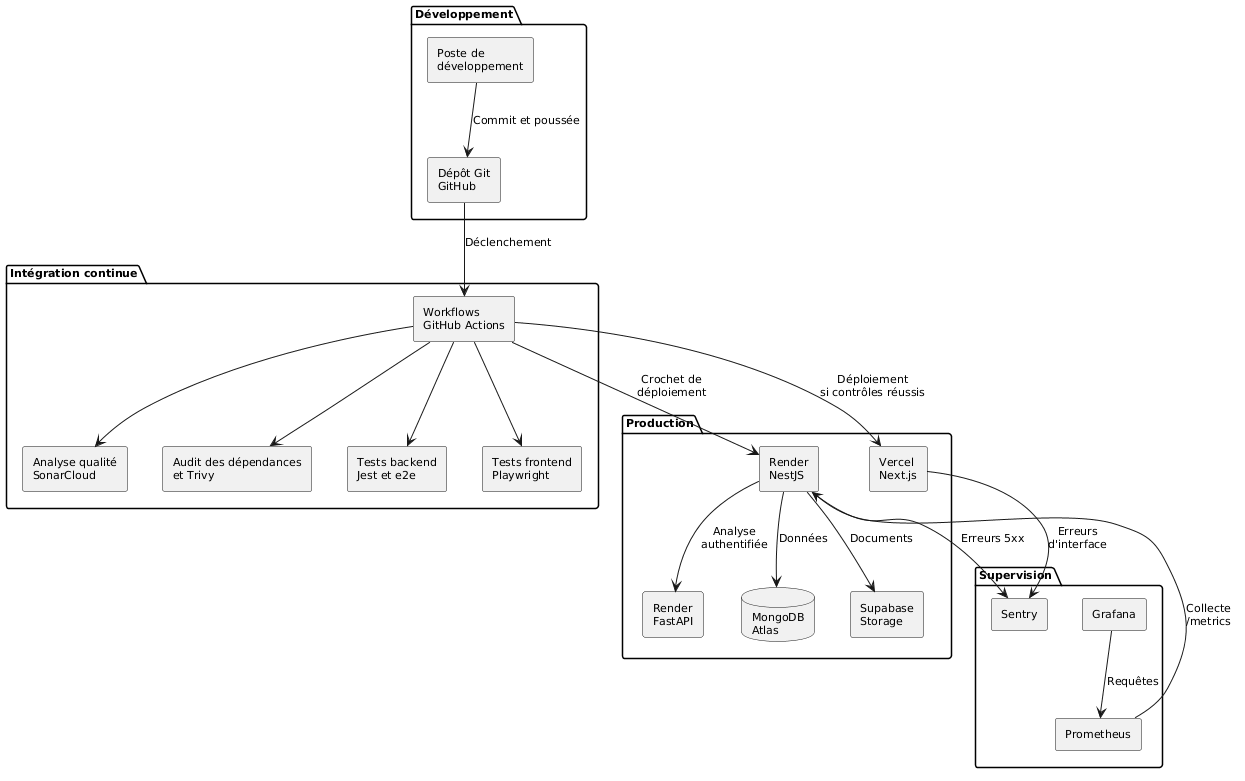 Développement
Poste de
développement
Commit et poussée
Dépôt Git
GitHub
Déclenchement
Intégration continue
Workflows
GitHub Actions
Crochet de
déploiement
Déploiement
si contrôles réussis
Analyse qualité
SonarCloud
Audit des dépendances
et Trivy
Tests backend
Jest et e2e
Tests frontend
Playwright
Production
Render
NestJS
Vercel
Next.js
Analyse
authentifiée
Données
Documents
Erreurs 5xx
Erreurs
d'interface
Render
FastAPI
MongoDB
Atlas
Supabase
Storage
Supervision
Sentry
Grafana
Collecte
/metrics
Requêtes
Prometheus